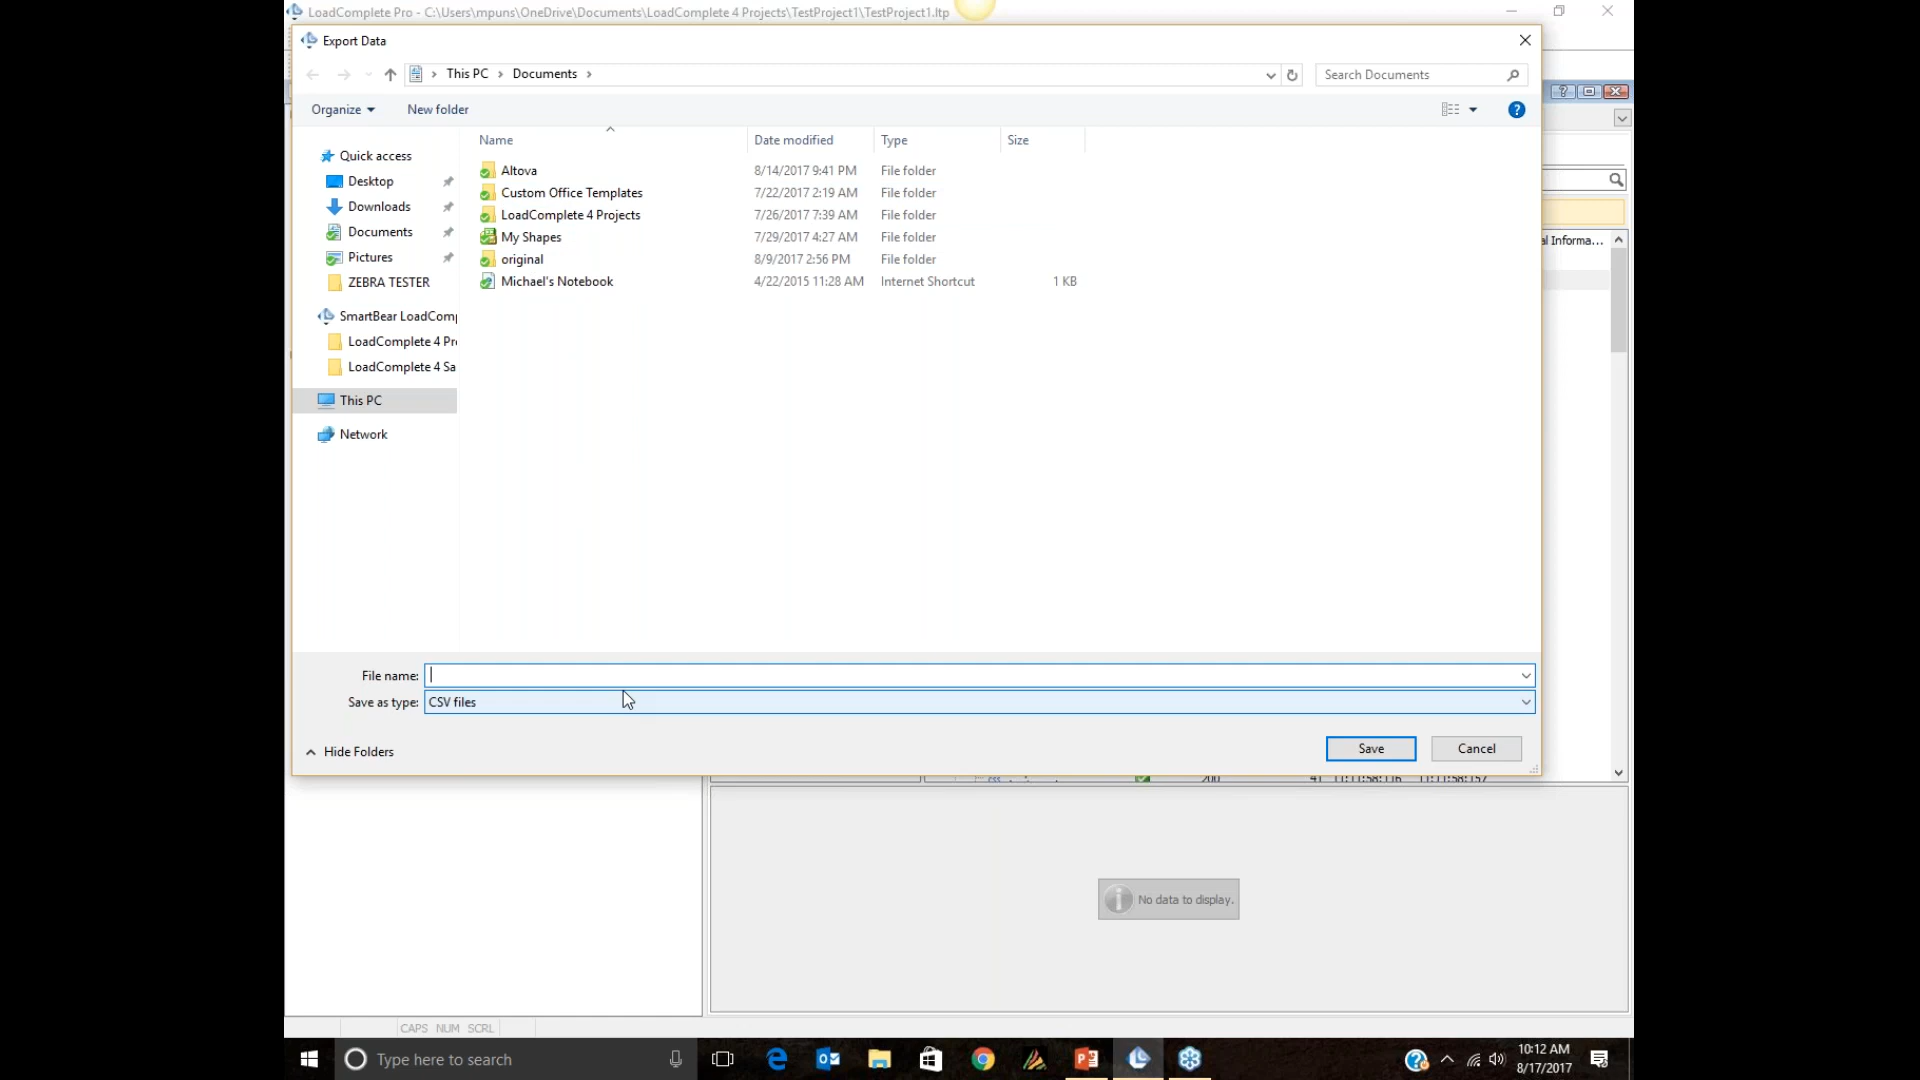 LoadComplete Pro - C:\Users\mpuns\OneDrive\Documents\LoadComplete 4 Projects\TestProject1\TestProject1.ltp
Export Data
This PC > Documents >
Search Documents
Organize
New folder
Name
Date modified
Type
Size
Quick access
Desktop
Downloads
Documents
Pictures
ZEBRA TESTER
SmartBear LoadComp
LoadComplete 4 Pr
LoadComplete 4 Sa
This PC
Network
Altova 8/14/2017 9:41 PM File folder
Custom Office Templates 7/22/2017 2:19 AM File folder
LoadComplete 4 Projects 7/26/2017 7:39 AM File folder
My Shapes 7/29/2017 4:27 AM File folder
original 8/9/2017 2:56 PM File folder
Michael's Notebook 4/22/2015 11:28 AM Internet Shortcut 1 KB
al Informa...
File name:
Save as type: CSV files
Hide Folders
Save
Cancel
No data to display.
CAPS NUM SCRL
Type here to search
10:12 AM
8/17/2017